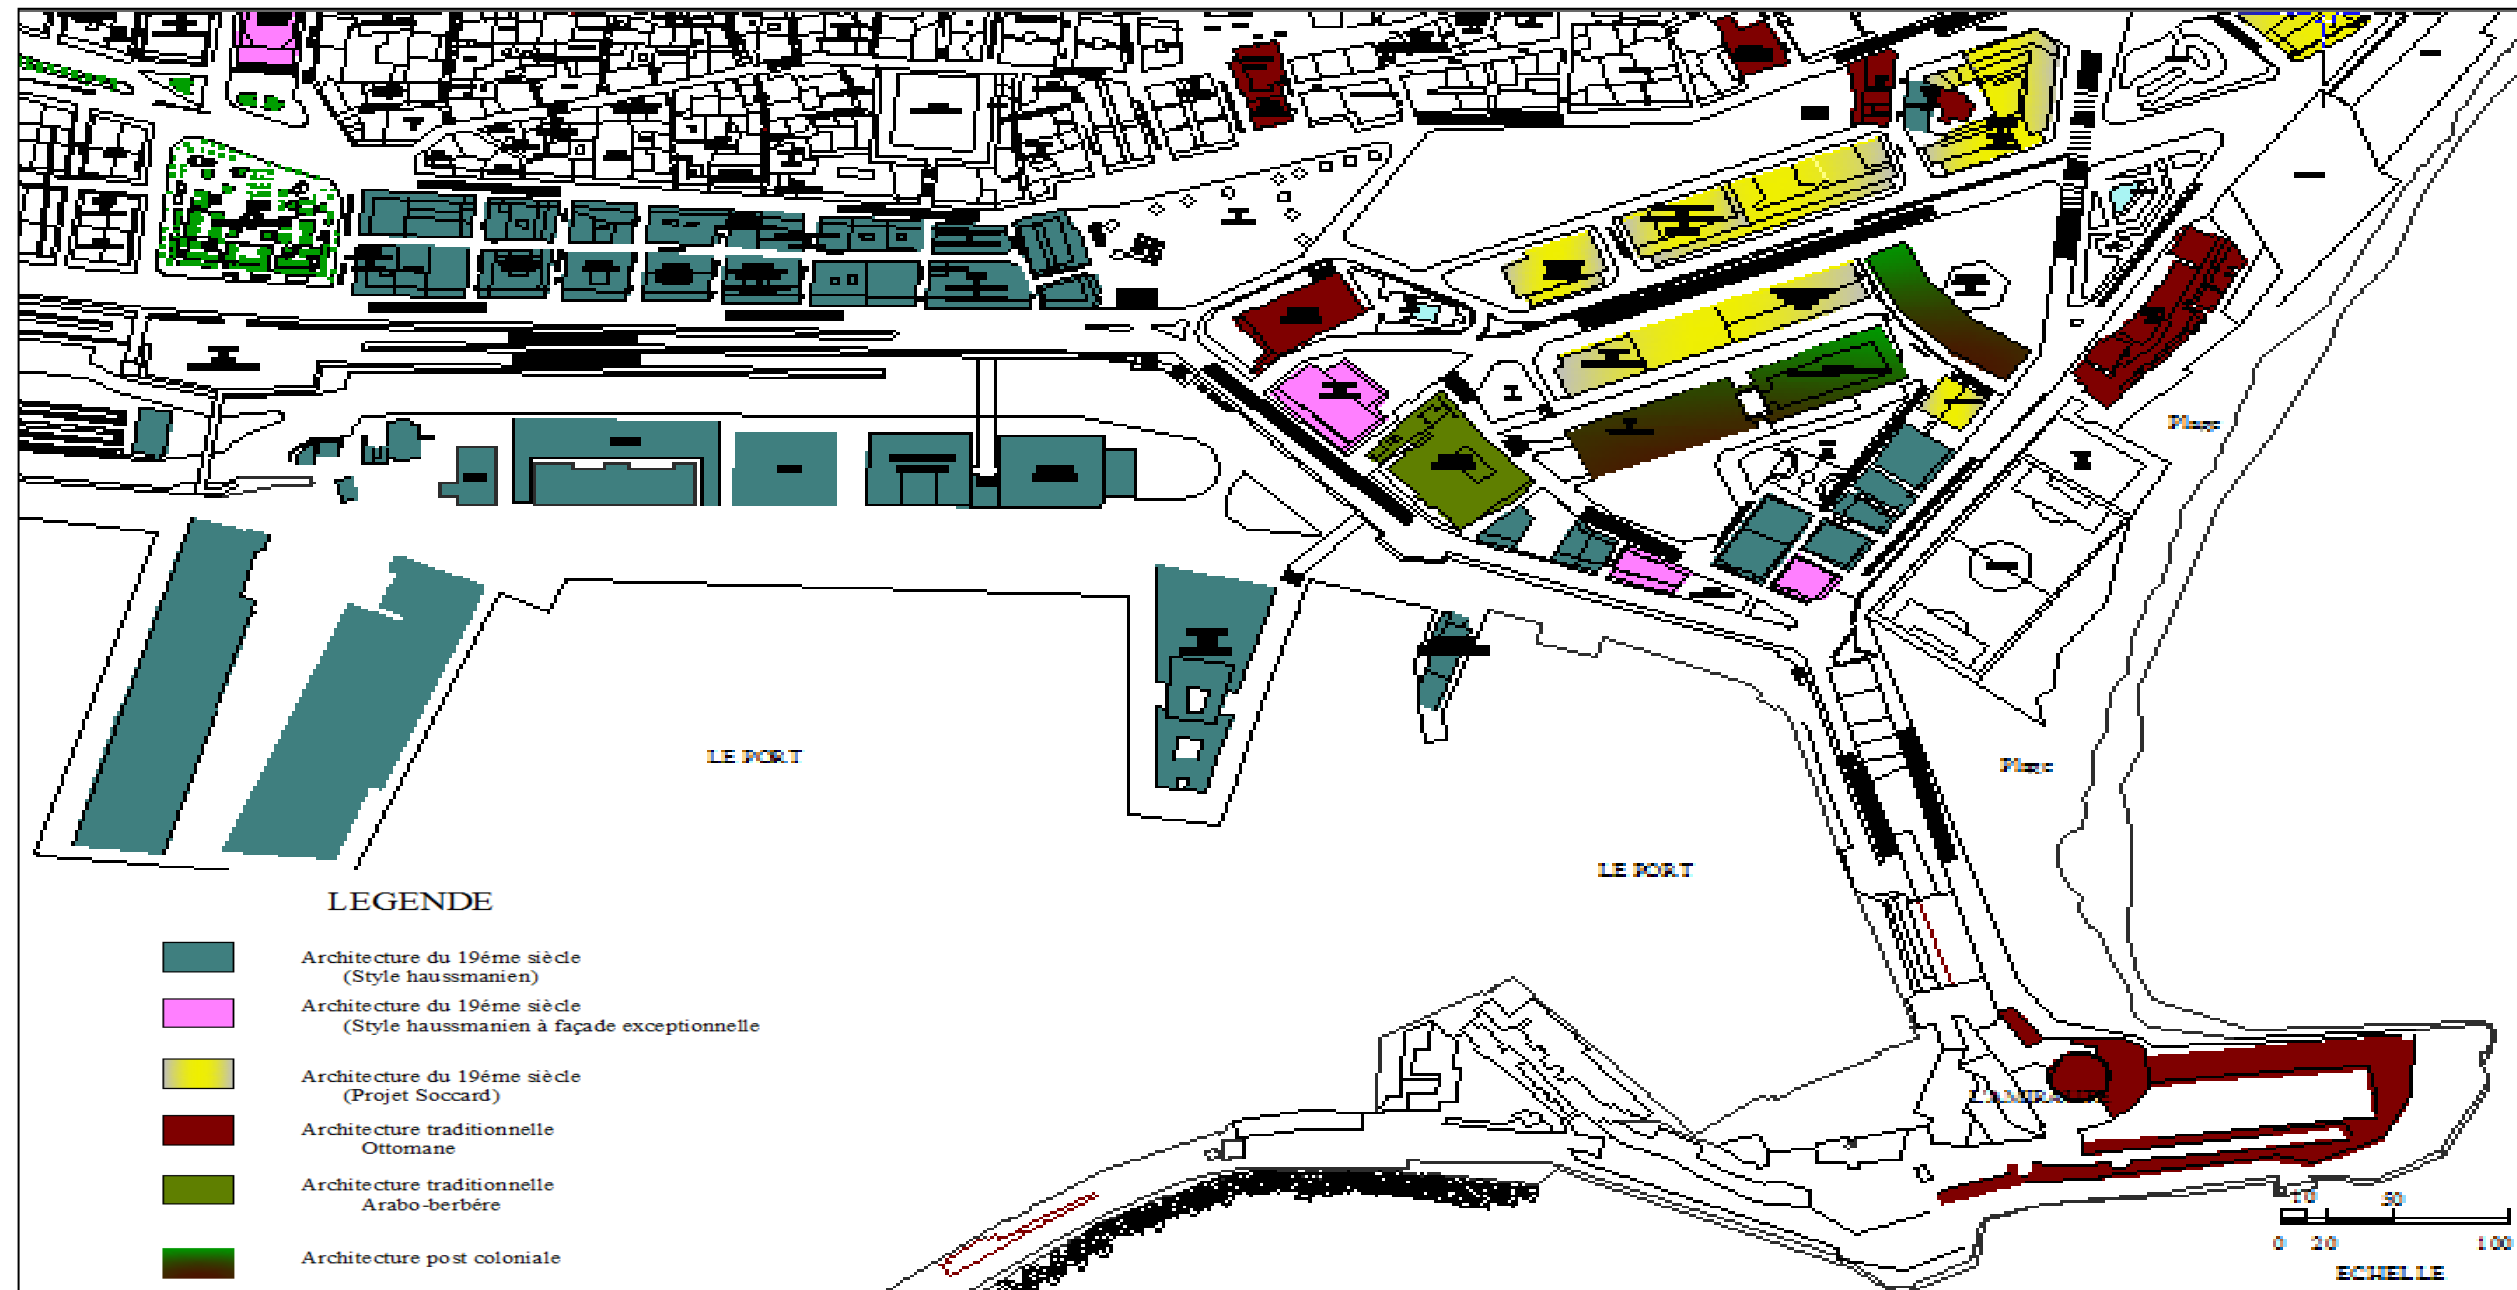 Plage
LE PORT
Plage
LE PORT
LEGENDE
Architecture du 19éme siècle
(Style haussmanien)
Architecture du 19éme siècle
(Style haussmanien à façade exceptionnelle
Architecture du 19éme siècle
(Projet Soccard)
Architecture traditionnelle
Ottomane
Architecture traditionnelle
Arabo-berbére
Architecture post coloniale
L'AMIRAUTE
10 50
0 20 100
ECHELLE